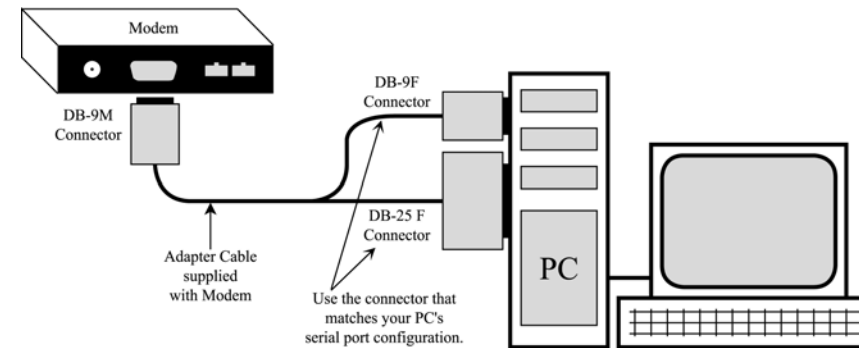 Modem
DB-9M
Connector
DB-9F
Connector
DB-25 F
Connector
Adapter Cable
supplied
with Modem
Use the connector that
matches your PC's
serial port configuration.
PC